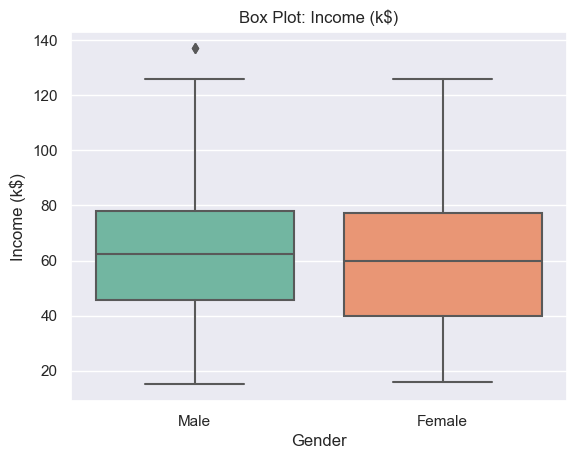 Box Plot: Income (k$)
140
120
100
80
60
40
20
Income (k$)
Male
Female
Gender